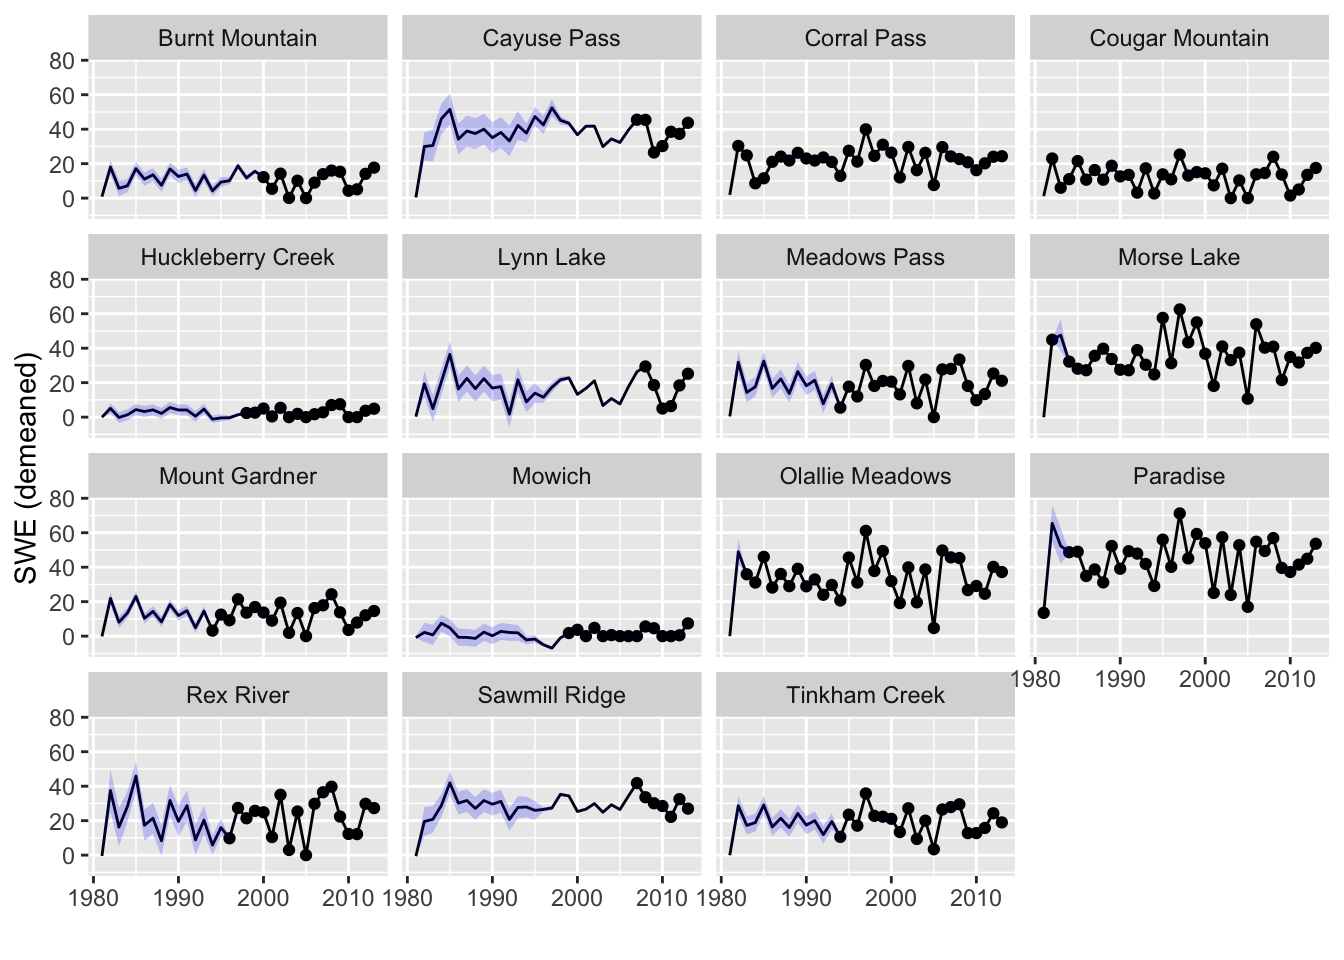 Burnt Mountain Cayuse Pass Corral Pass Cougar Mountain
80
60
40
20
0
Huckleberry Creek Lynn Lake Meadows Pass Morse Lake
80
60
40
20
0
SWE (demeaned)
Mount Gardner Mowich Olallie Meadows Paradise
80
60
40
20
0
1980 1990 2000 2010
Rex River Sawmill Ridge Tinkham Creek
80
60
40
20
0
1980 1990 2000 2010 1980 1990 2000 2010 1980 1990 2000 2010